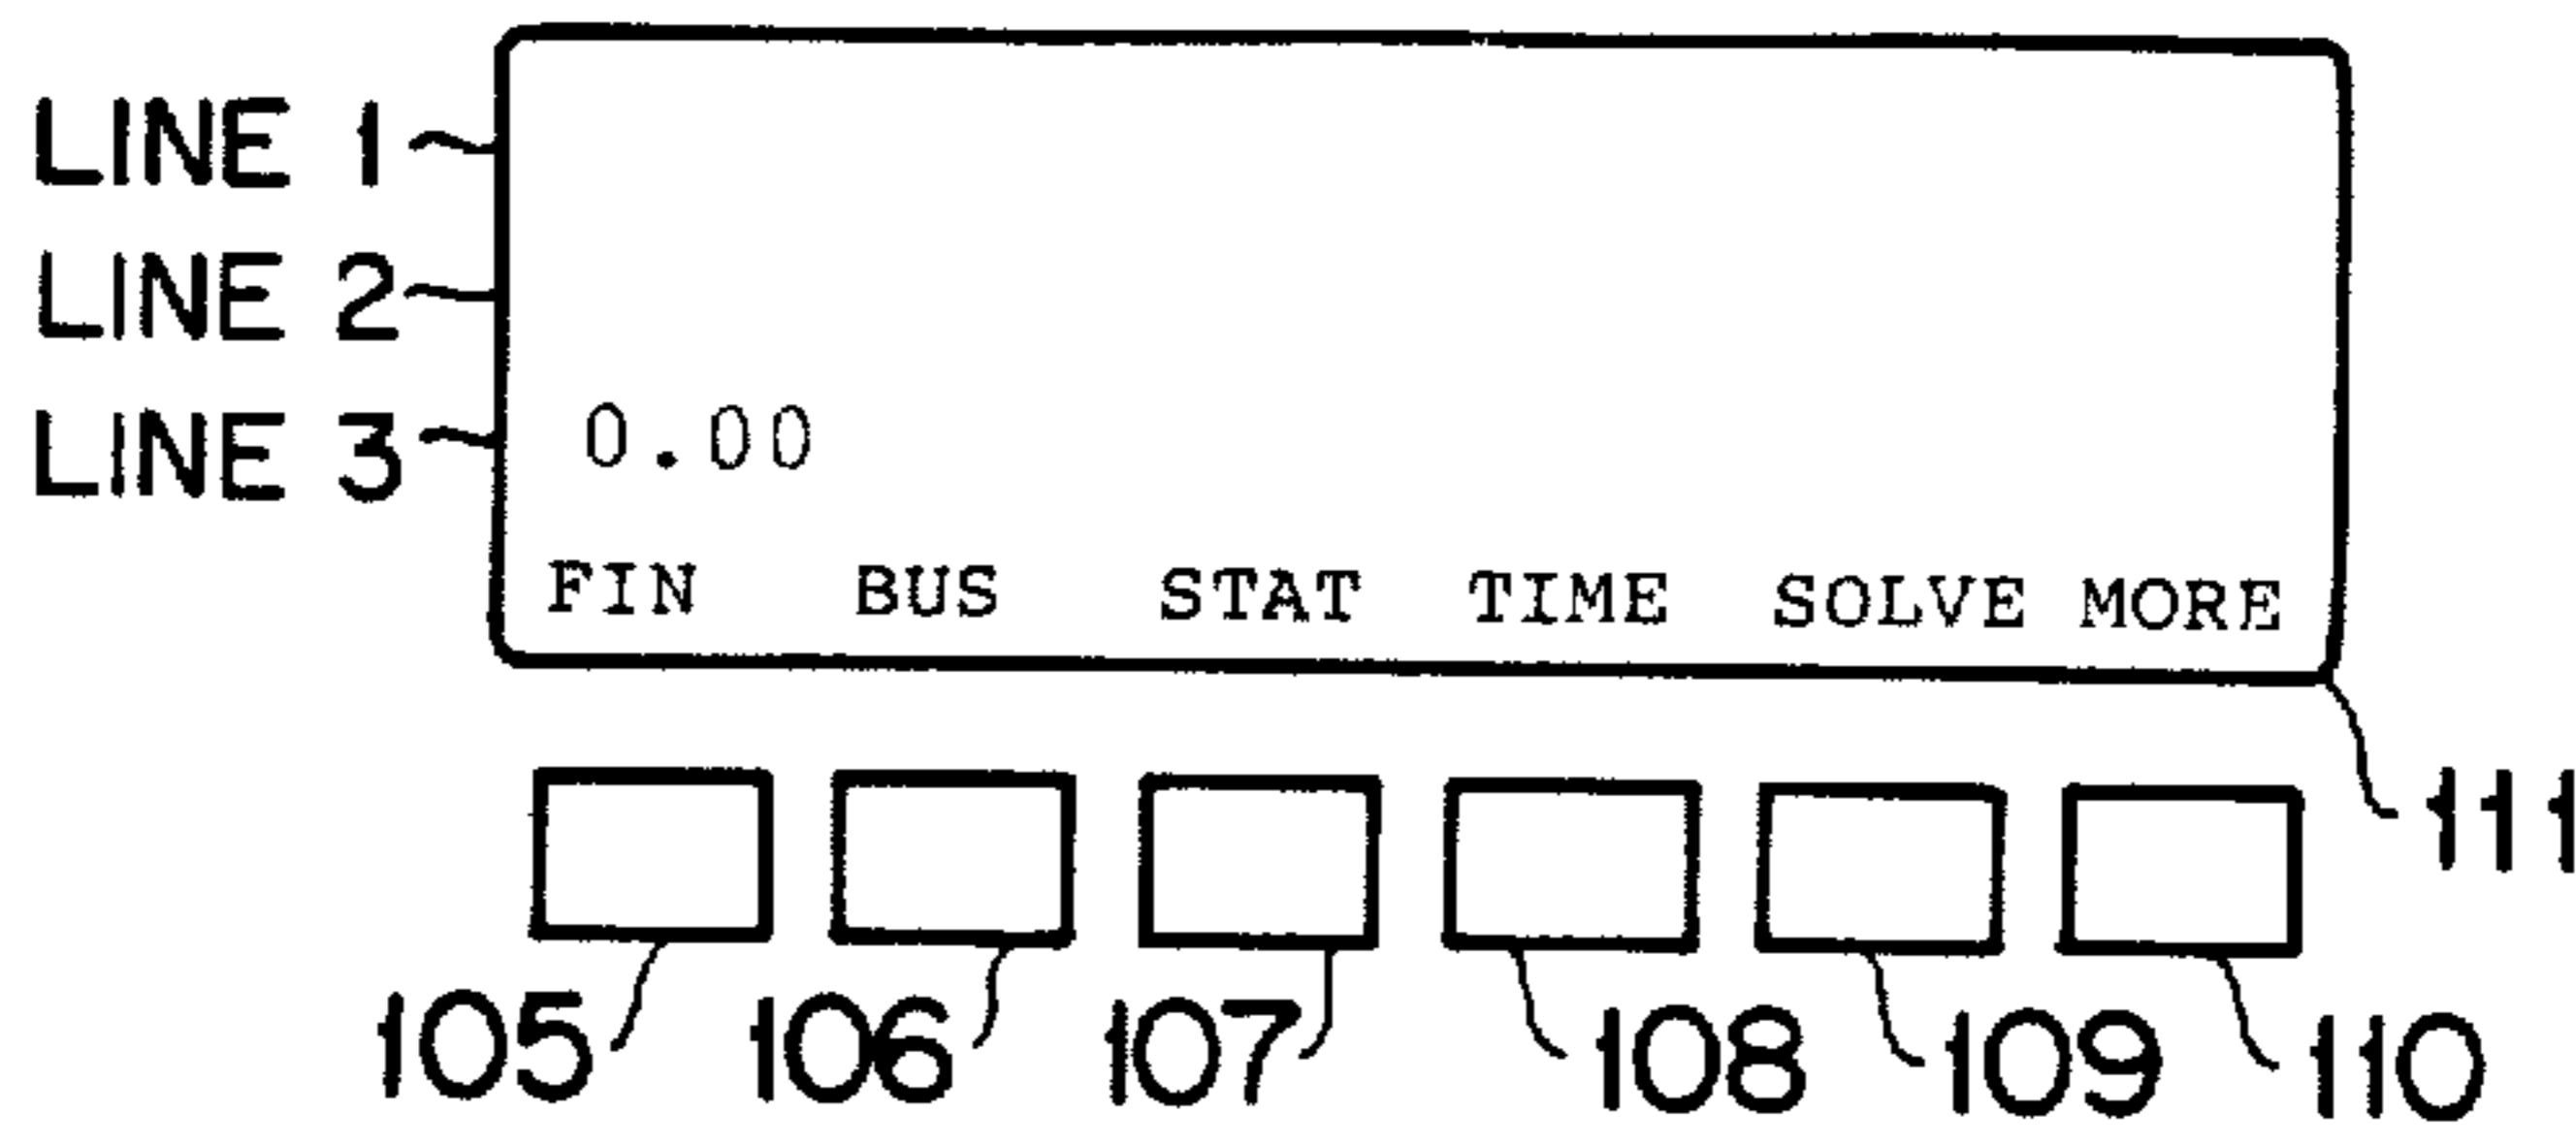 LINE 1
LINE 2
LINE 3 0.00
FIN BUS STAT TIME SOLVE MORE
111
105 106 107 108 109 110